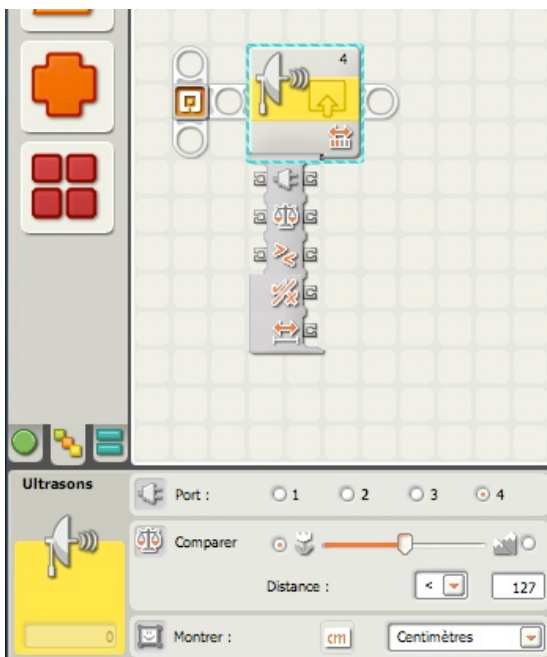 4
Ultrasons
Port : 1 2 3 4
Comparer
Distance : < 127
0
Montrer : cm Centimètres